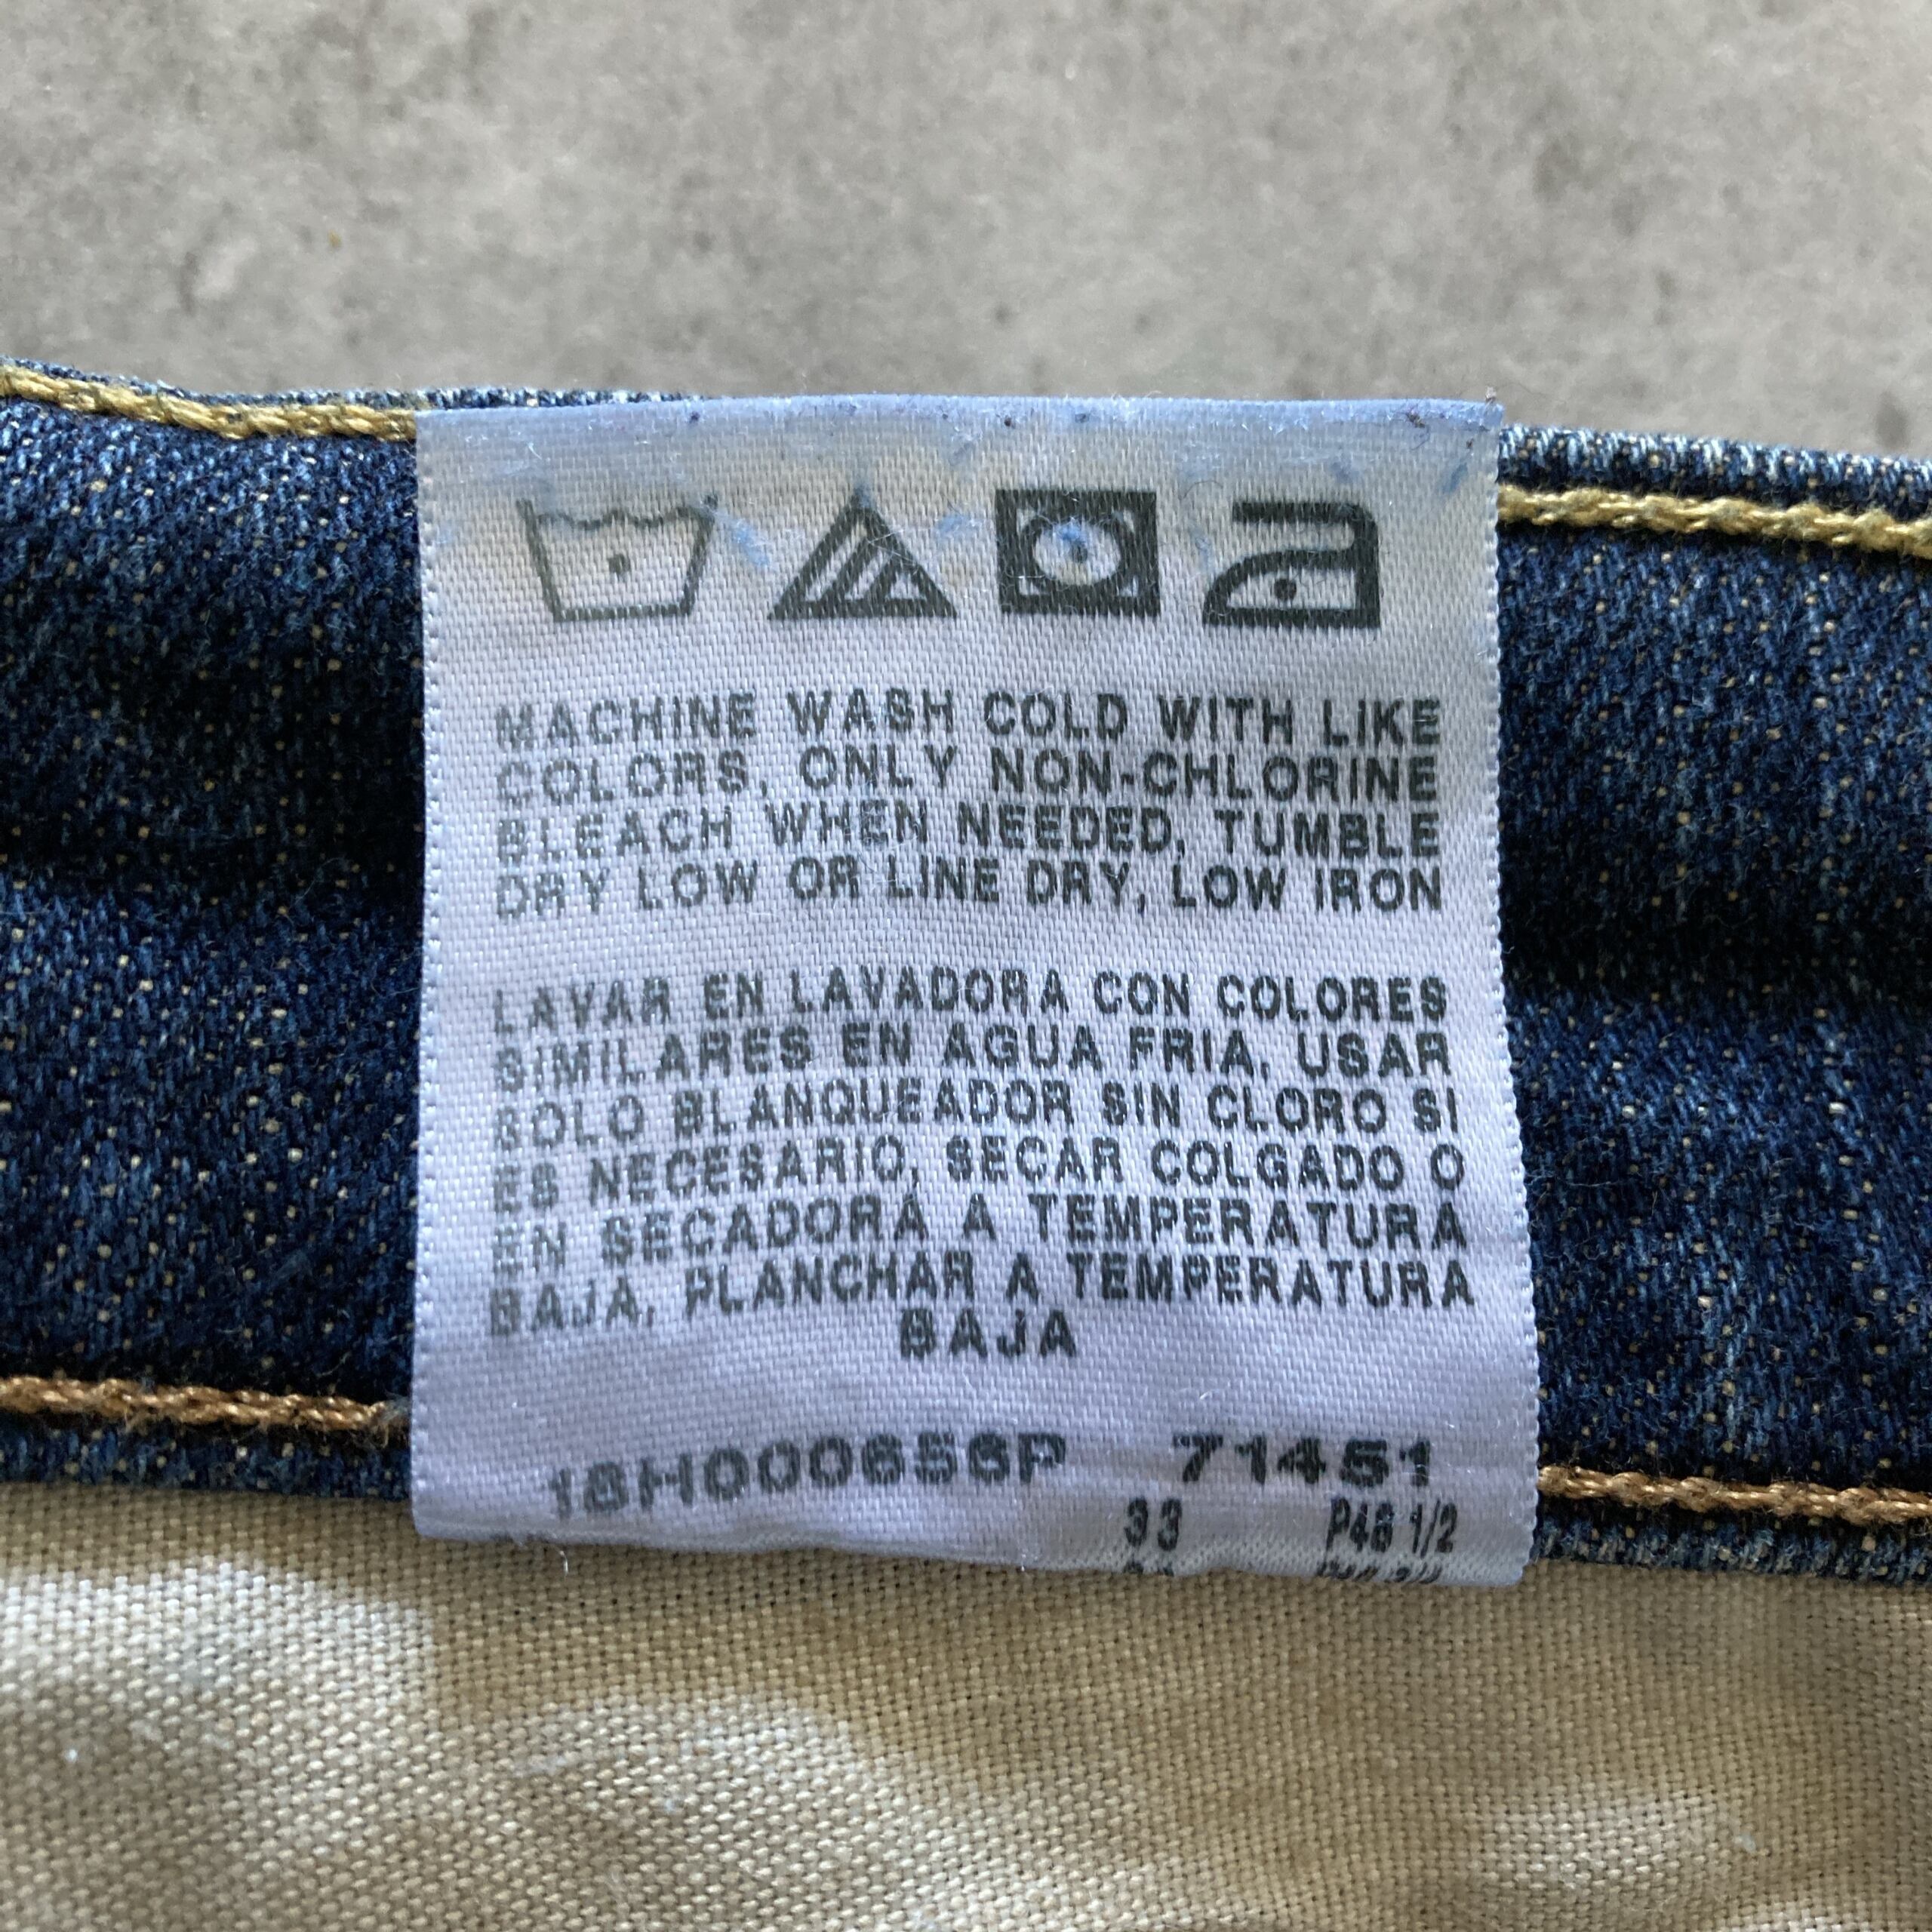 MACHINE WASH COLD WITH LIKE
COLORS, ONLY NON-CHLORINE
BLEACH WHEN NEEDED, TUMBLE
DRY LOW OR LINE DRY, LOW IRON
LAVAR EN LAVADORA CON COLORES
SIMILARES EN AGUA FRIA, USAR
SOLO BLANQUEADOR SIN CLORO SI
ES NECESARIO, SECAR COLGADO O
EN SECADORA A TEMPERATURA
BAJA, PLANCHAR A TEMPERATURA
BAJA
18H000656P 71451
33 P48 1/2